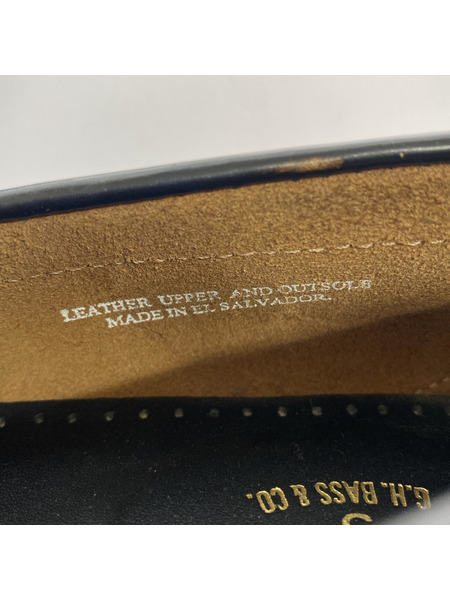 LEATHER UPPER AND OUTSOLE
MADE IN EL SALVADOR.
G.H. BASS & CO.